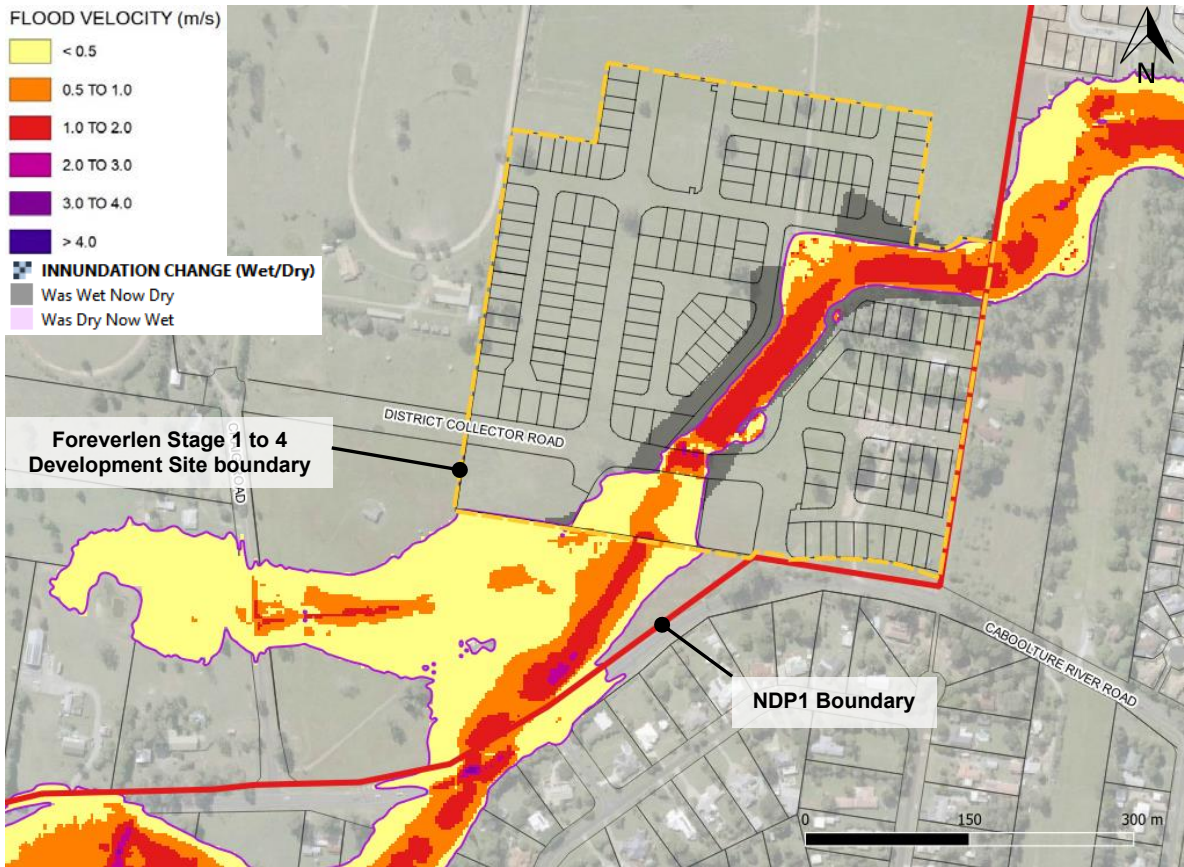 FLOOD VELOCITY (m/s)
< 0.5
0.5 TO 1.0
1.0 TO 2.0
2.0 TO 3.0
3.0 TO 4.0
> 4.0
INNUNDATION CHANGE (Wet/Dry)
Was Wet Now Dry
Was Dry Now Wet
N
DISTRICT COLLECTOR ROAD
Foreverlen Stage 1 to 4
Development Site boundary
ROAD
NDP1 Boundary
CABOOLTURE RIVER ROAD
0
150
300 m